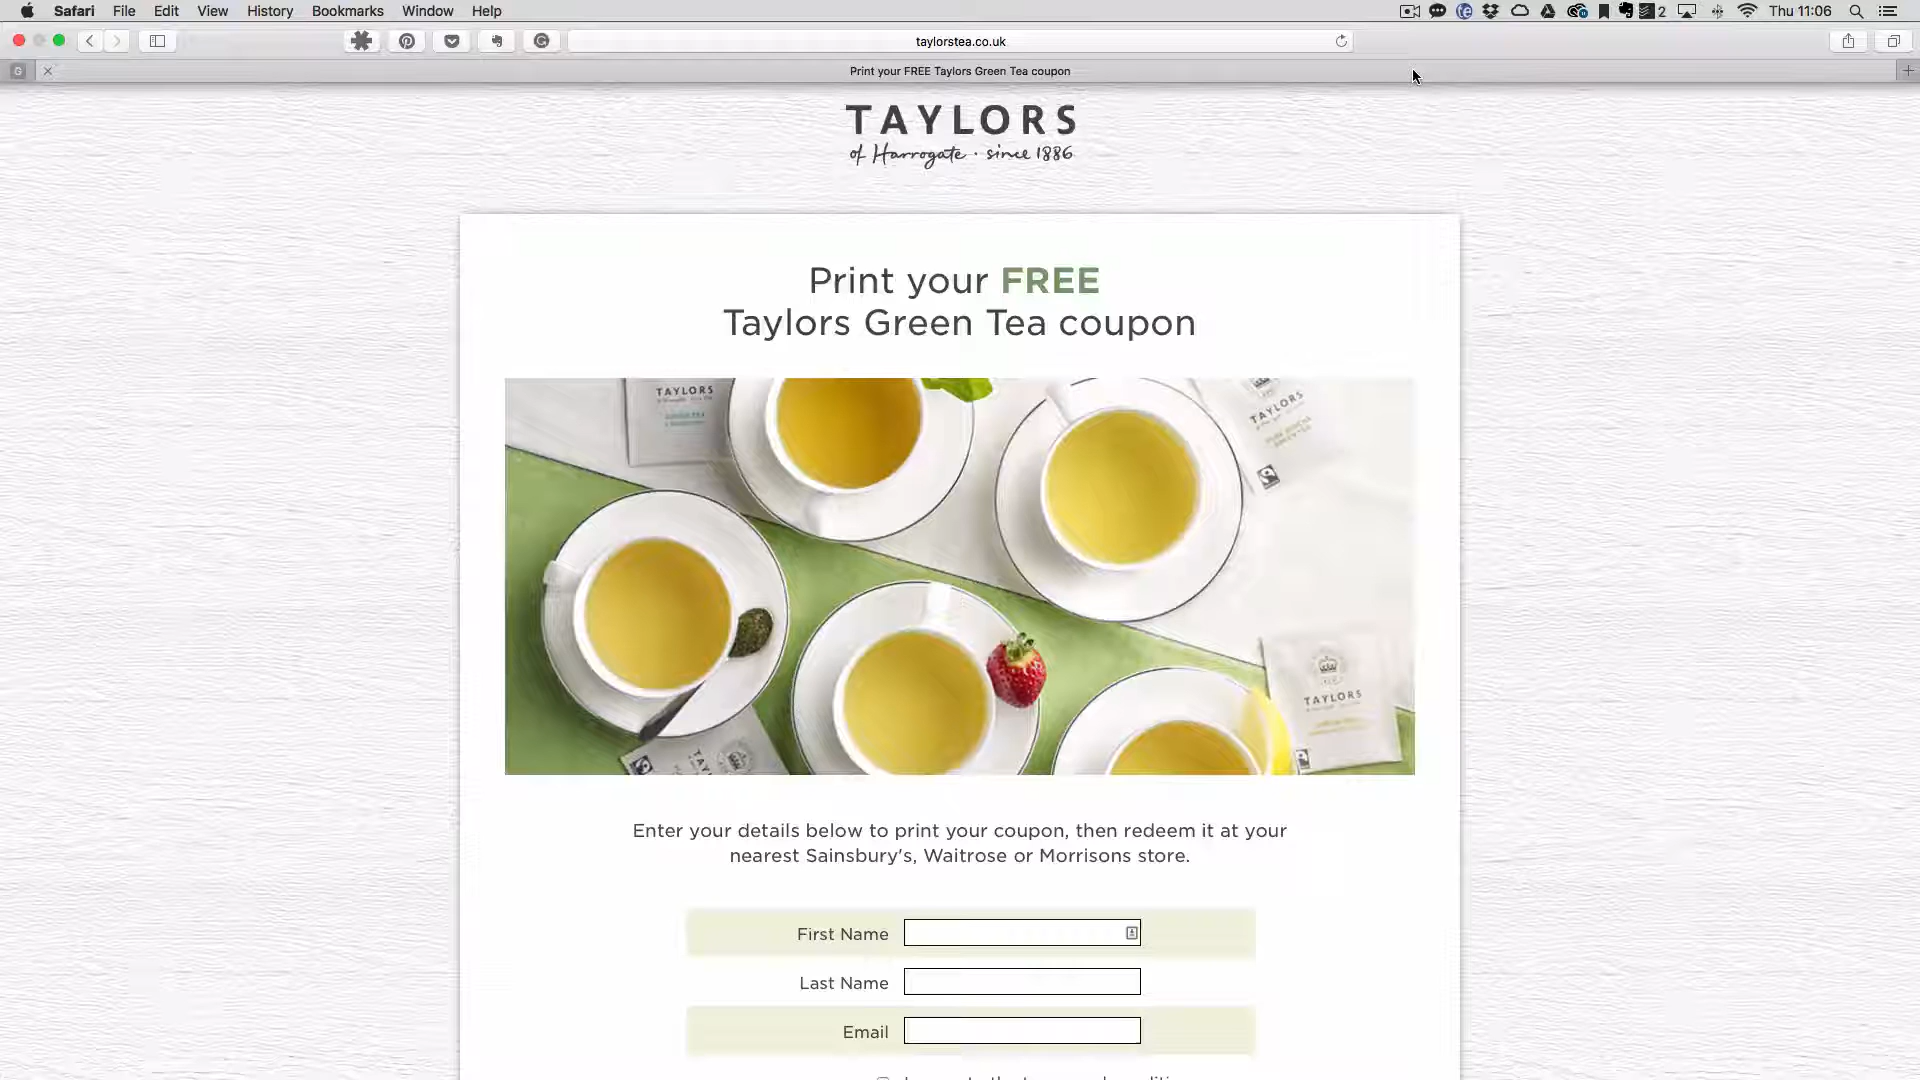 Safari File Edit View History Bookmarks Window Help 2 Thu 11:06
taylorstea.co.uk
G Print your FREE Taylors Green Tea coupon
TAYLORS
of Harrogate · since 1886
Print your FREE
Taylors Green Tea coupon
TAYLORS
TAYLORS
TAYLORS
Enter your details below to print your coupon, then redeem it at your
nearest Sainsbury's, Waitrose or Morrisons store.
First Name
Last Name
Email